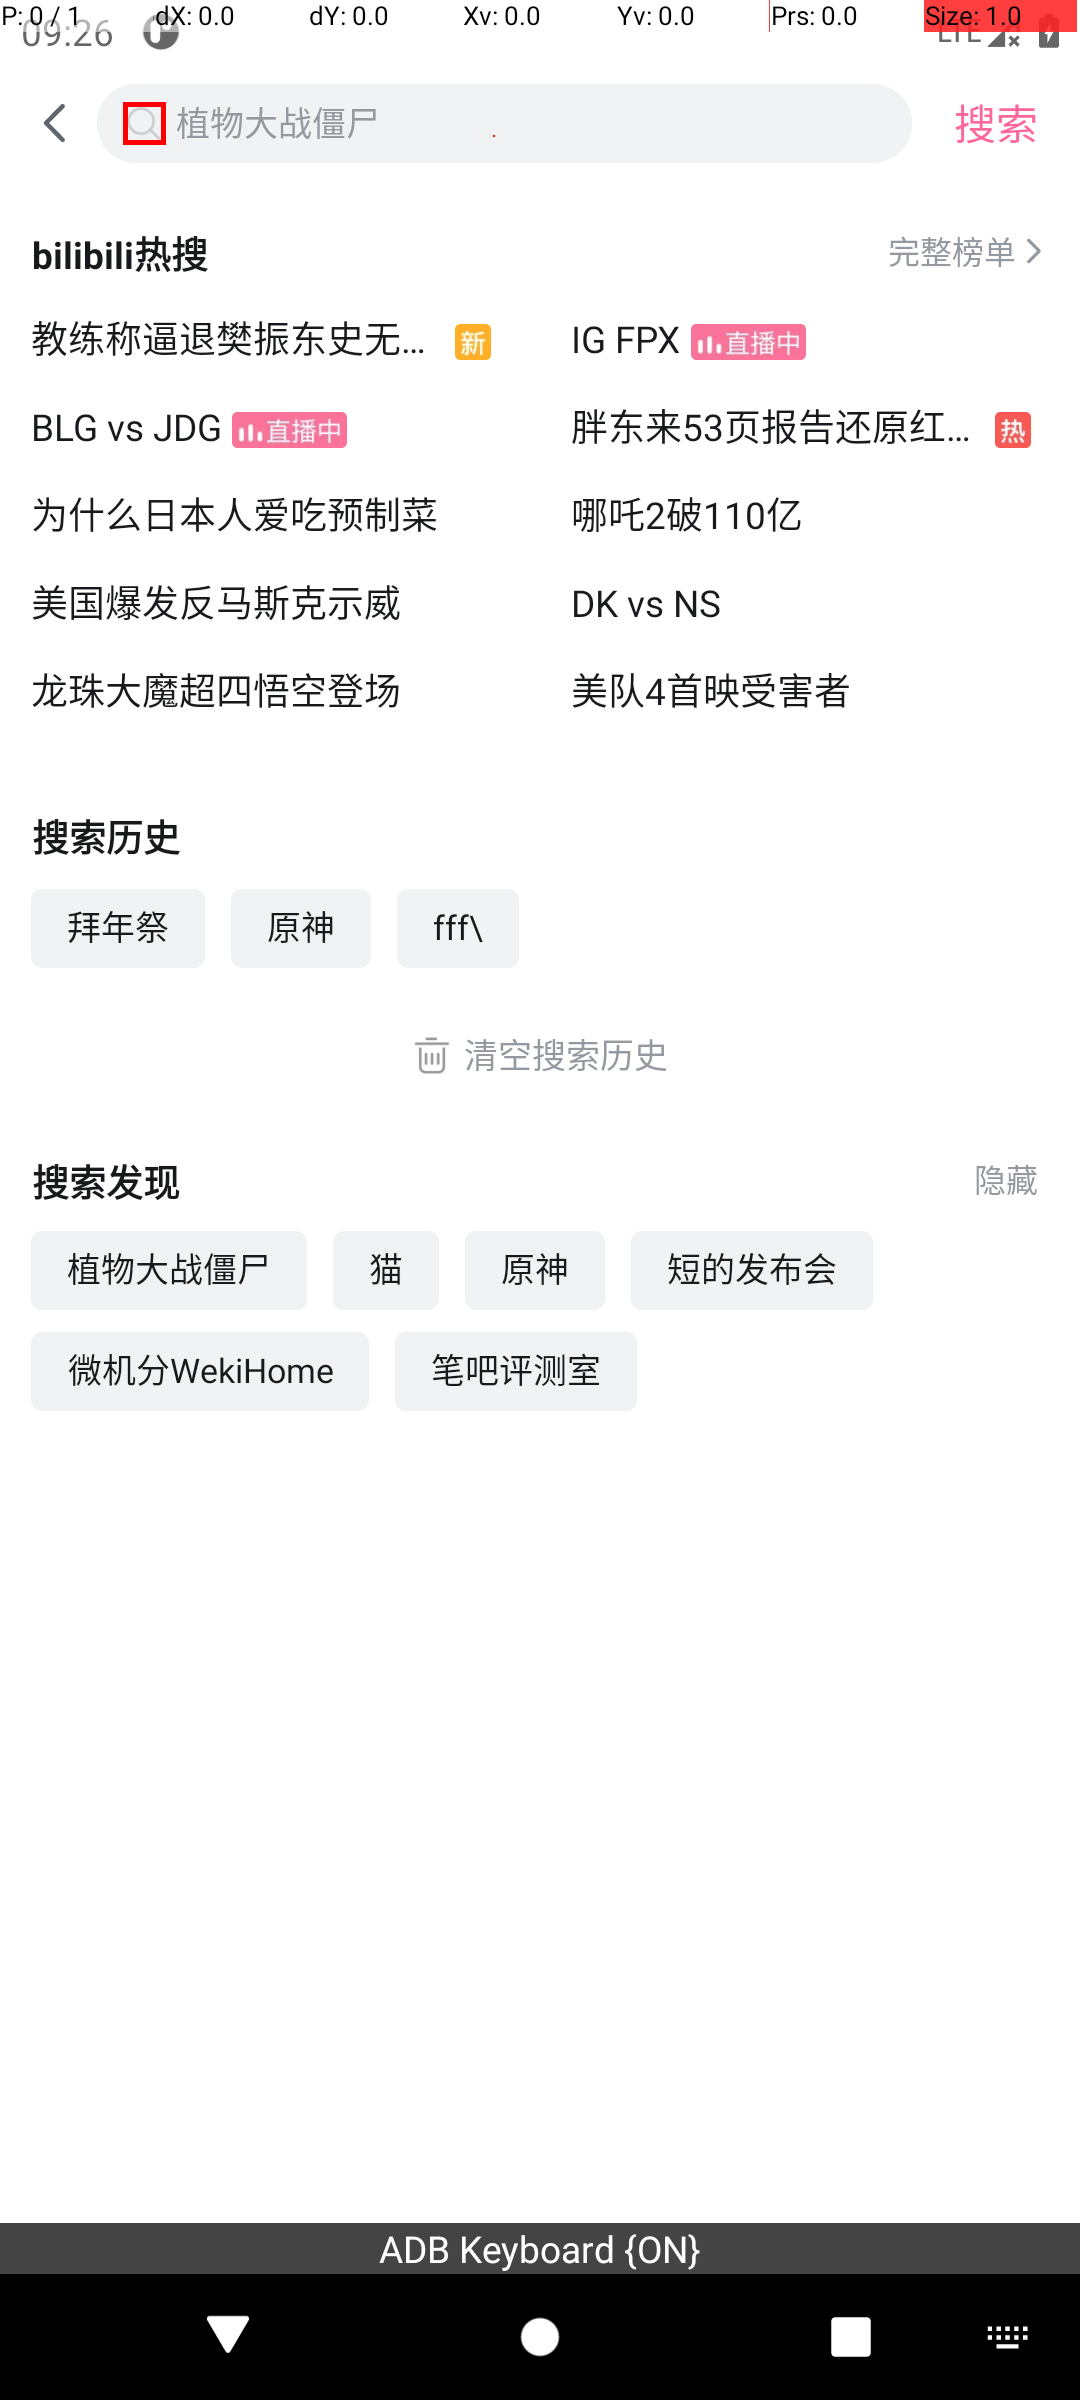 P: 0 / 1 dX: 0.0 dY: 0.0 Xv: 0.0 Yv: 0.0 Prs: 0.0 Size: 1.0
09:26 LTE
植物大战僵尸 搜索
bilibili热搜 完整榜单
教练称逼退樊振东史无... 新 IG FPX 直播中
BLG vs JDG 直播中 胖东来53页报告还原红... 热
为什么日本人爱吃预制菜 哪吒2破110亿
美国爆发反马斯克示威 DK vs NS
龙珠大魔超四悟空登场 美队4首映受害者
搜索历史
拜年祭 原神 fff\
清空搜索历史
搜索发现 隐藏
植物大战僵尸 猫 原神 短的发布会
微机分WekiHome 笔吧评测室
ADB Keyboard {ON}